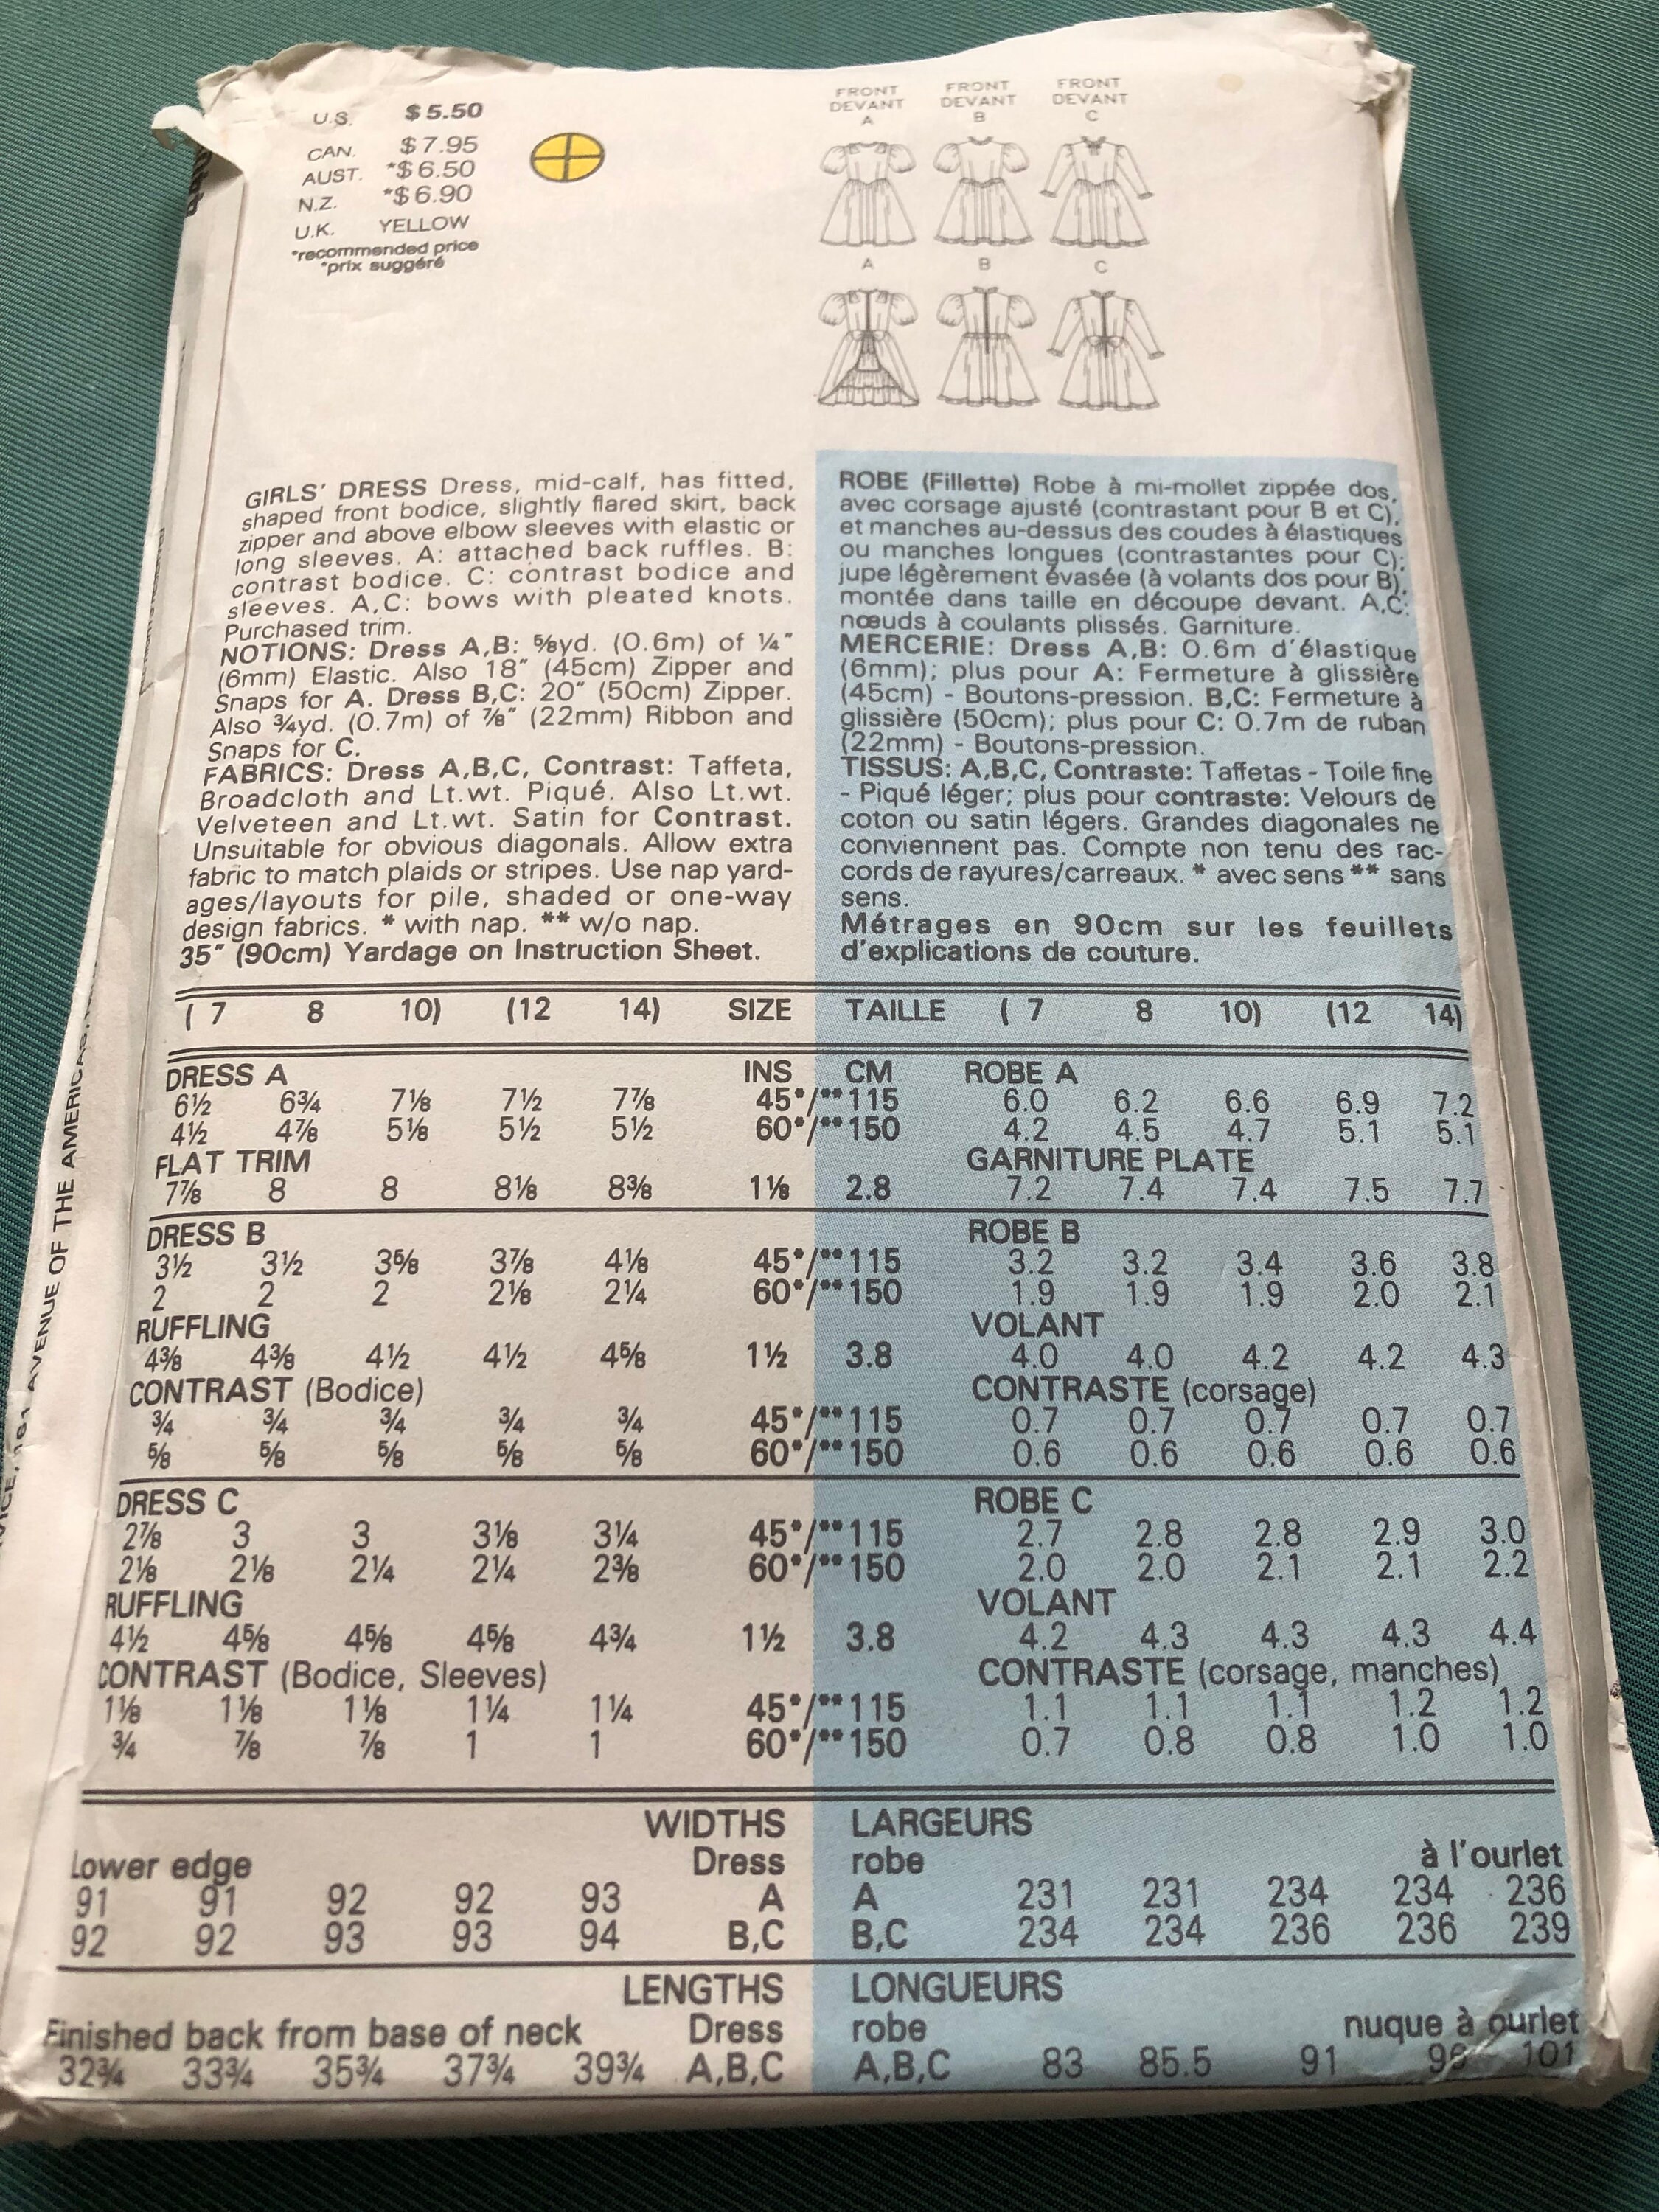 U.S. $5.50
CAN. $7.95
AUST. *$6.50
N.Z. *$6.90
U.K. YELLOW
*recommended price
*prix suggéré
FRONT FRONT FRONT
DEVANT DEVANT DEVANT
A B C
A B C
GIRLS' DRESS Dress, mid-calf, has fitted,
shaped front bodice, slightly flared skirt, back
zipper and above elbow sleeves with elastic or
long sleeves. A: attached back ruffles. B:
contrast bodice. C: contrast bodice and
sleeves. A,C: bows with pleated knots.
Purchased trim.
NOTIONS: Dress A,B: ⅝yd. (0.6m) of ¼"
(6mm) Elastic. Also 18" (45cm) Zipper and
Snaps for A. Dress B,C: 20" (50cm) Zipper.
Also ¾yd. (0.7m) of ⅞" (22mm) Ribbon and
Snaps for C.
FABRICS: Dress A,B,C, Contrast: Taffeta,
Broadcloth and Lt.wt. Piqué. Also Lt.wt.
Velveteen and Lt.wt. Satin for Contrast.
Unsuitable for obvious diagonals. Allow extra
fabric to match plaids or stripes. Use nap yard-
ages/layouts for pile, shaded or one-way
design fabrics. * with nap. ** w/o nap.
35" (90cm) Yardage on Instruction Sheet.
ROBE (Fillette) Robe à mi-mollet zippée dos,
avec corsage ajusté (contrastant pour B et C),
et manches au-dessus des coudes à élastiques
ou manches longues (contrastantes pour C);
jupe légèrement évasée (à volants dos pour B),
montée dans taille en découpe devant. A,C:
nœuds à coulants plissés. Garniture.
MERCERIE: Dress A,B: 0.6m d'élastique
(6mm); plus pour A: Fermeture à glissière
(45cm) - Boutons-pression. B,C: Fermeture à
glissière (50cm); plus pour C: 0.7m de ruban
(22mm) - Boutons-pression.
TISSUS: A,B,C, Contraste: Taffetas - Toile fine
- Piqué léger; plus pour contraste: Velours de
coton ou satin légers. Grandes diagonales ne
conviennent pas. Compte non tenu des rac-
cords de rayures/carreaux. * avec sens ** sans
sens.
Métrages en 90cm sur les feuillets
d'explications de couture.
( 7 8 10) (12 14) SIZE TAILLE ( 7 8 10) (12 14)
DRESS A INS CM ROBE A
6½ 6¾ 7⅛ 7½ 7⅞ 45*/**115 6.0 6.2 6.6 6.9 7.2
4½ 4⅞ 5⅛ 5½ 5½ 60*/**150 4.2 4.5 4.7 5.1 5.1
FLAT TRIM GARNITURE PLATE
7⅞ 8 8 8⅛ 8⅜ 1⅛ 2.8 7.2 7.4 7.4 7.5 7.7
DRESS B ROBE B
3½ 3½ 3⅝ 3⅞ 4⅛ 45*/**115 3.2 3.2 3.4 3.6 3.8
2 2 2 2⅛ 2¼ 60*/**150 1.9 1.9 1.9 2.0 2.1
RUFFLING VOLANT
4⅜ 4⅜ 4½ 4½ 4⅝ 1½ 3.8 4.0 4.0 4.2 4.2 4.3
CONTRAST (Bodice) CONTRASTE (corsage)
¾ ¾ ¾ ¾ ¾ 45*/**115 0.7 0.7 0.7 0.7 0.7
⅝ ⅝ ⅝ ⅝ ⅝ 60*/**150 0.6 0.6 0.6 0.6 0.6
DRESS C ROBE C
2⅞ 3 3 3⅛ 3¼ 45*/**115 2.7 2.8 2.8 2.9 3.0
2⅛ 2⅛ 2¼ 2¼ 2⅜ 60*/**150 2.0 2.0 2.1 2.1 2.2
RUFFLING VOLANT
4½ 4⅝ 4⅝ 4⅝ 4¾ 1½ 3.8 4.2 4.3 4.3 4.3 4.4
CONTRAST (Bodice, Sleeves) CONTRASTE (corsage, manches)
1⅛ 1⅛ 1⅛ 1¼ 1¼ 45*/**115 1.1 1.1 1.1 1.2 1.2
¾ ⅞ ⅞ 1 1 60*/**150 0.7 0.8 0.8 1.0 1.0
WIDTHS LARGEURS
Lower edge Dress robe à l'ourlet
91 91 92 92 93 A A 231 231 234 234 236
92 92 93 93 94 B,C B,C 234 234 236 236 239
LENGTHS LONGUEURS
Finished back from base of neck Dress robe nuque à ourlet
32¾ 33¾ 35¾ 37¾ 39¾ A,B,C A,B,C 83 85.5 91 96 101
AVENUE OF THE AMERICAS,